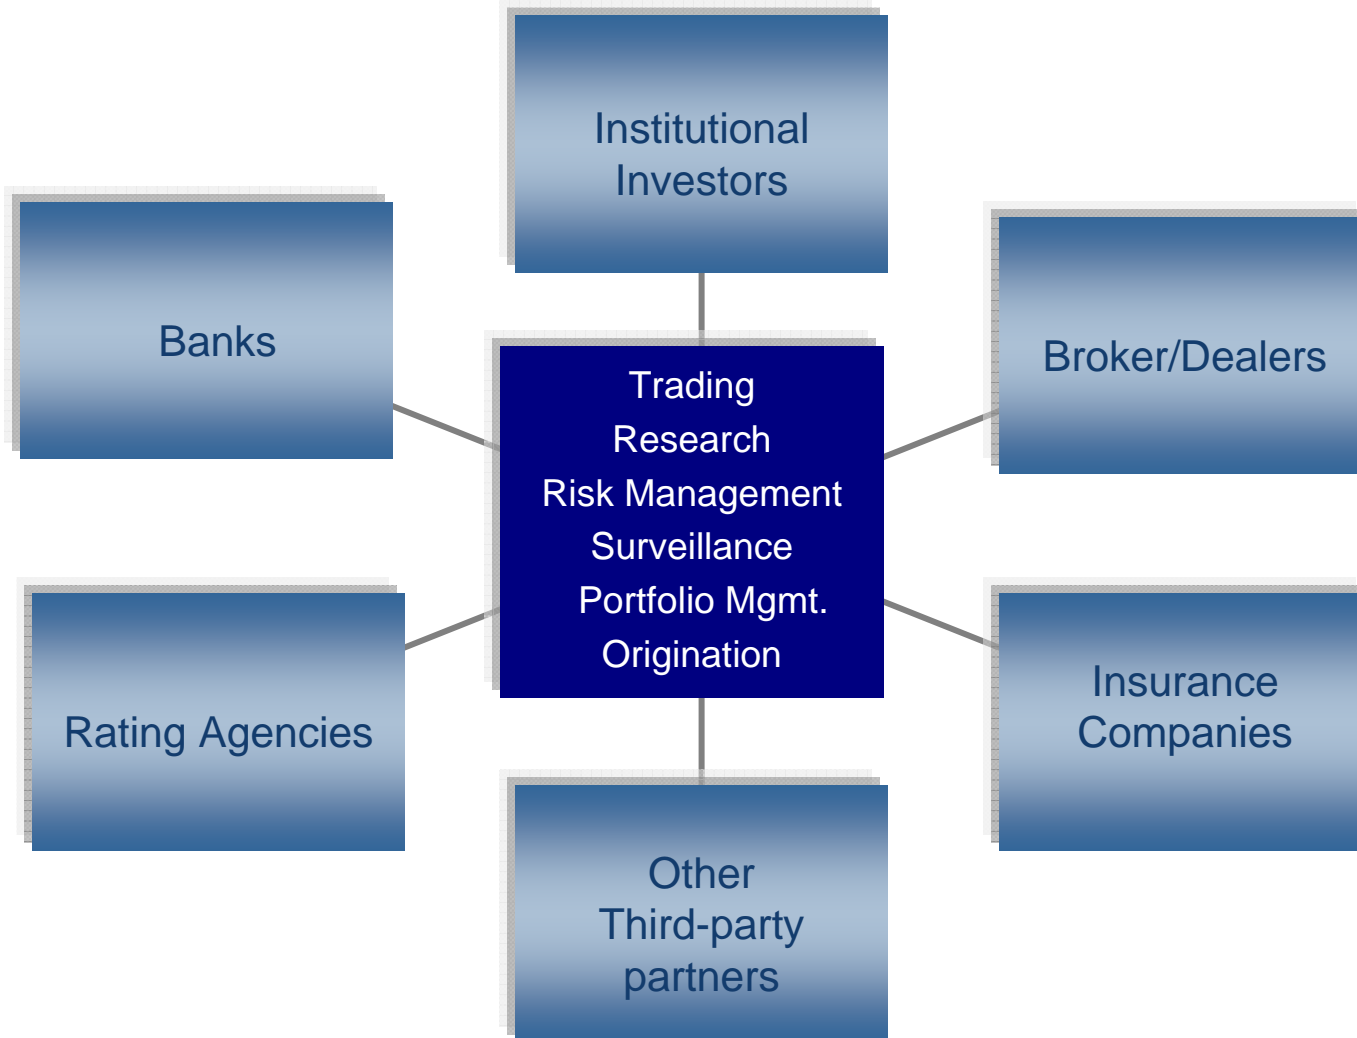 Institutional
Investors
Banks
Broker/Dealers
Trading
Research
Risk Management
Surveillance
Portfolio Mgmt.
Origination
Rating Agencies
Insurance
Companies
Other
Third-party
partners